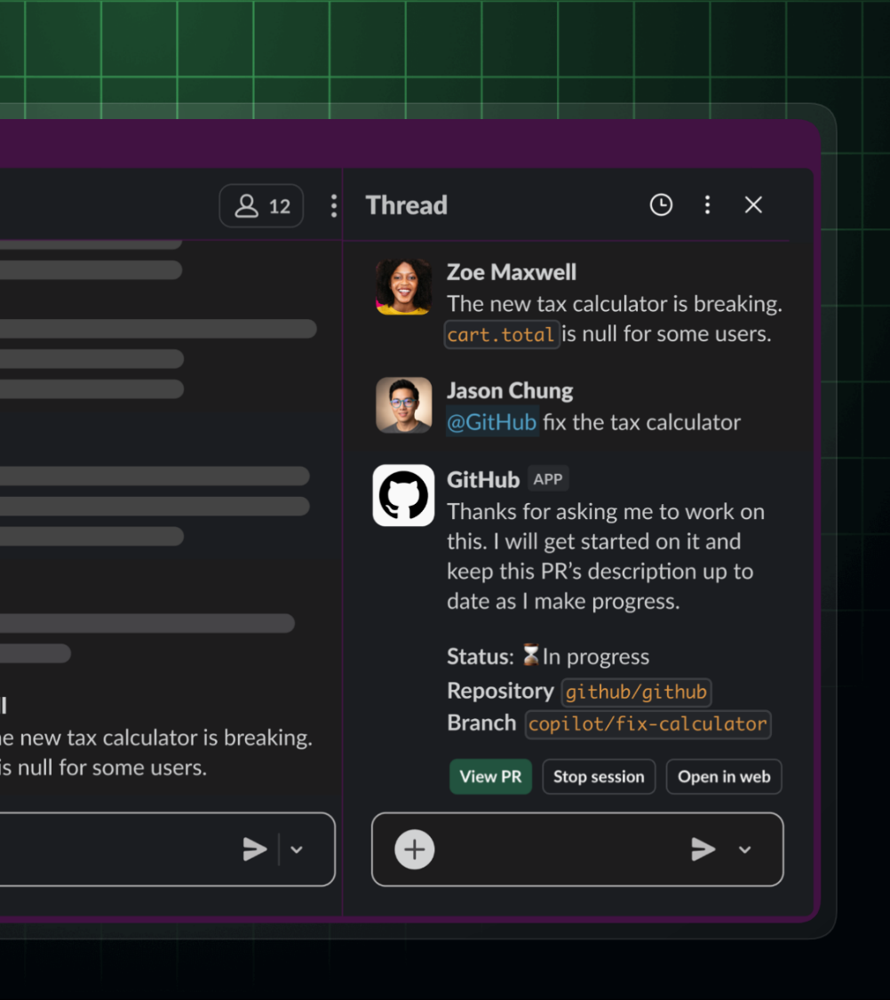 12
Thread
Zoe Maxwell
The new tax calculator is breaking.
cart.total is null for some users.
Jason Chung
@GitHub fix the tax calculator
GitHub APP
Thanks for asking me to work on
this. I will get started on it and
keep this PR’s description up to
date as I make progress.
Status: ⏳In progress
Repository github/github
Branch copilot/fix-calculator
View PR Stop session Open in web
new tax calculator is breaking.
is null for some users.